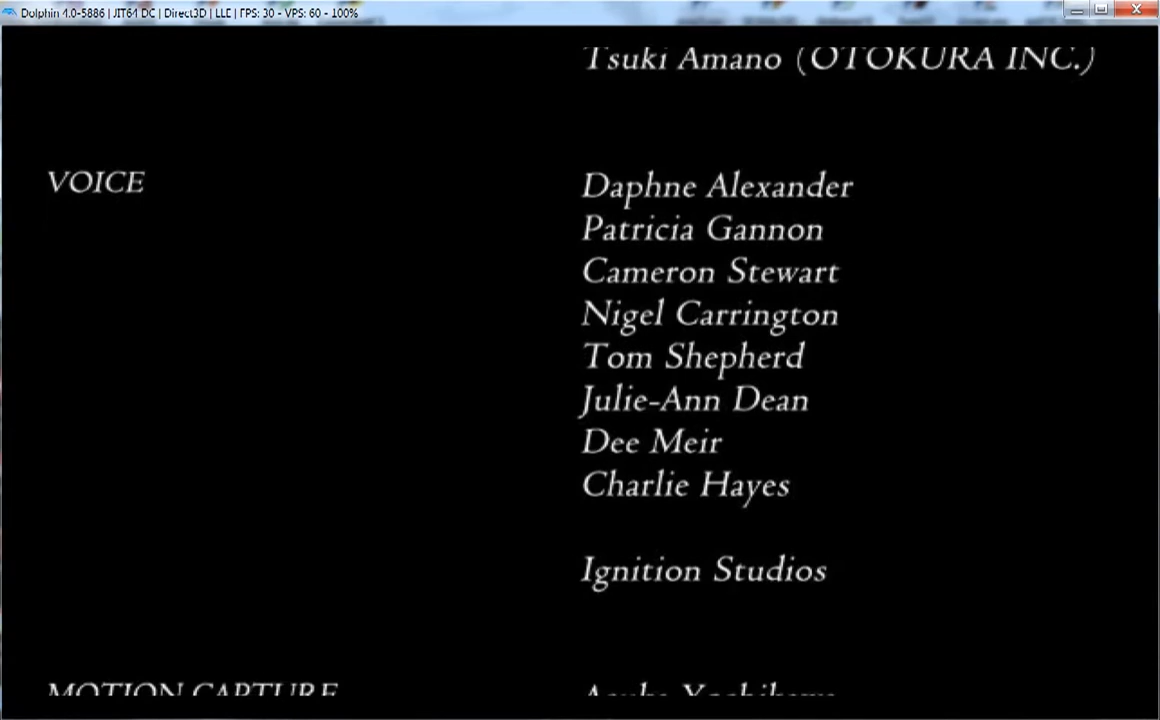 Dolphin 4.0-5886 | JIT64 DC | Direct3D | LLE | FPS: 30 - VPS: 60 - 100%
Tsuki Amano (OTOKURA INC.)
VOICE
Daphne Alexander
Patricia Gannon
Cameron Stewart
Nigel Carrington
Tom Shepherd
Julie-Ann Dean
Dee Meir
Charlie Hayes
Ignition Studios
MOTION CAPTURE